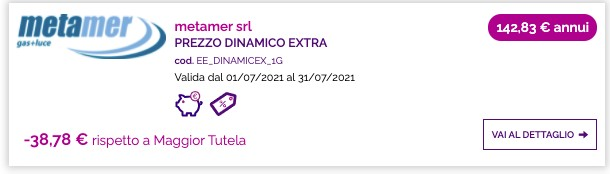 metamer
gas+luce
metamer srl
PREZZO DINAMICO EXTRA
cod. EE_DINAMICEX_1G
Valida dal 01/07/2021 al 31/07/2021
142,83 € annui
€
%
-38,78 € rispetto a Maggior Tutela
VAI AL DETTAGLIO